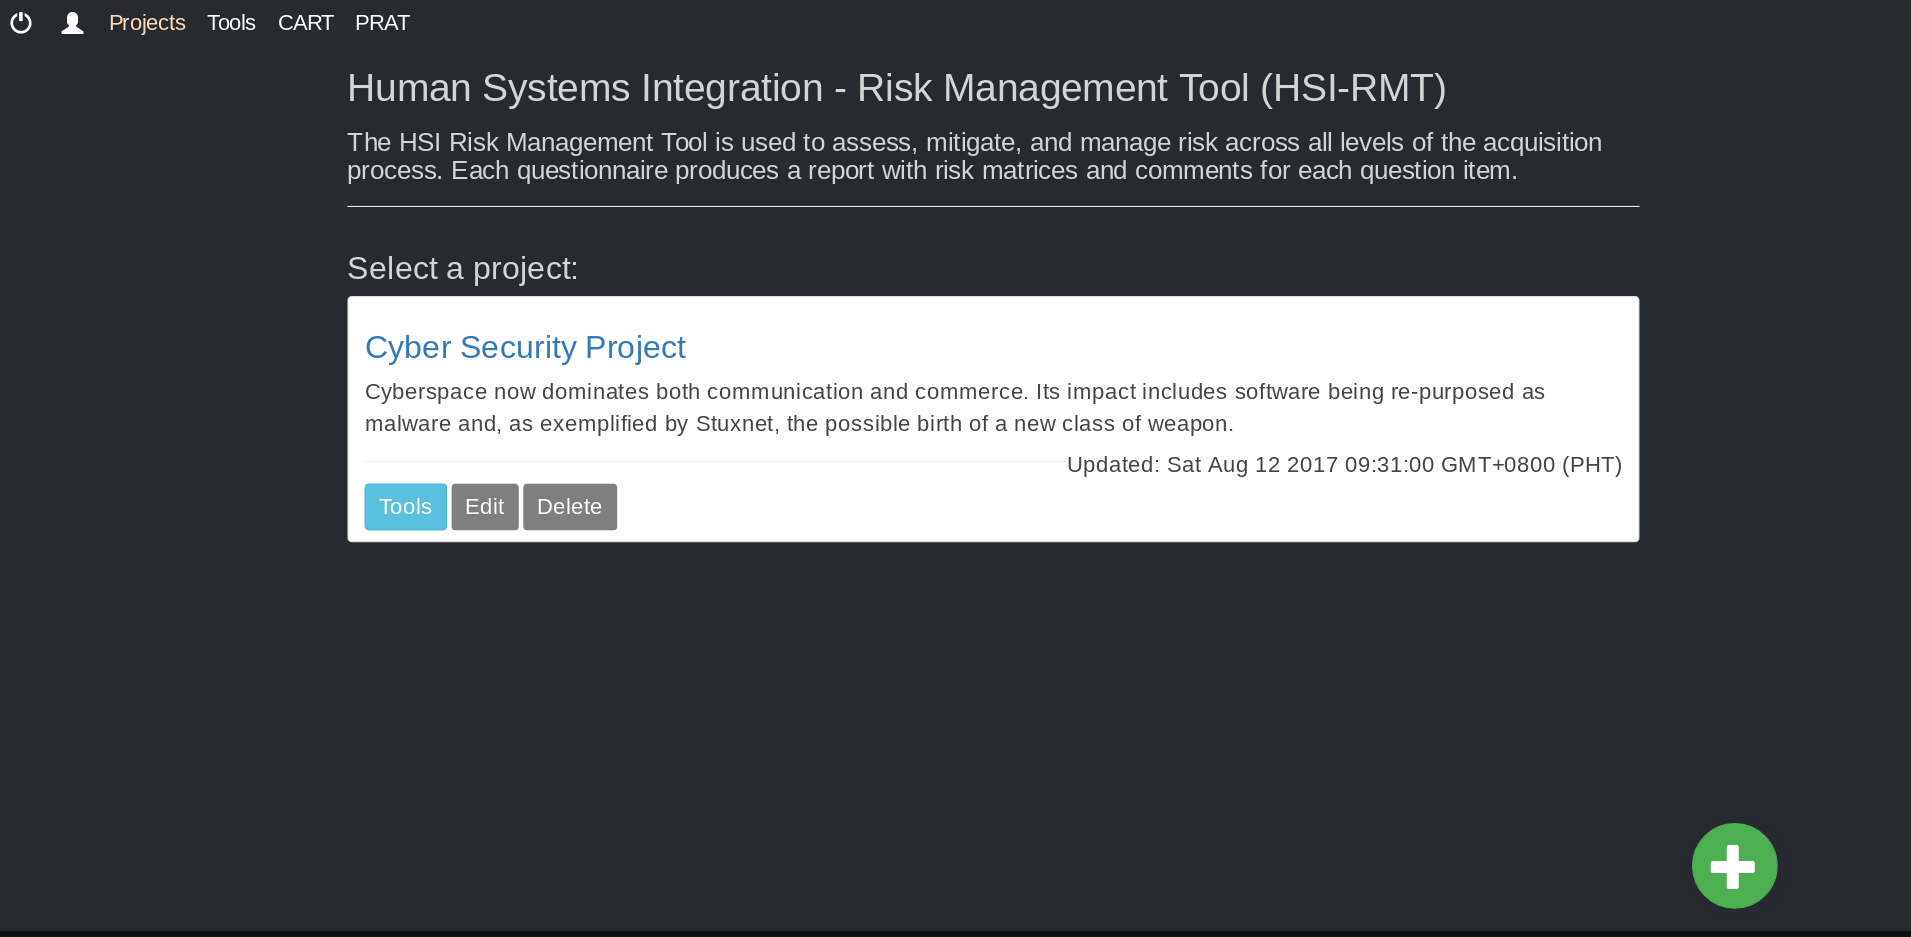 Projects Tools CART PRAT
Human Systems Integration - Risk Management Tool (HSI-RMT)
The HSI Risk Management Tool is used to assess, mitigate, and manage risk across all levels of the acquisition
process. Each questionnaire produces a report with risk matrices and comments for each question item.
Select a project:
Cyber Security Project
Cyberspace now dominates both communication and commerce. Its impact includes software being re-purposed as
malware and, as exemplified by Stuxnet, the possible birth of a new class of weapon.
Updated: Sat Aug 12 2017 09:31:00 GMT+0800 (PHT)
Tools Edit Delete